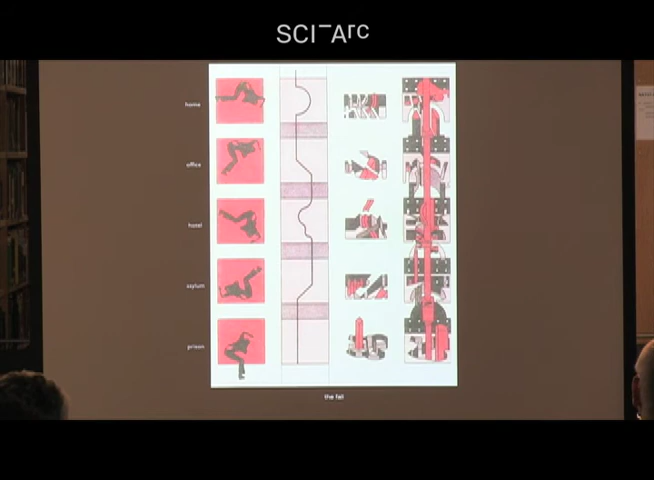 SCI-Arc
home
office
hotel
asylum
prison
the fall